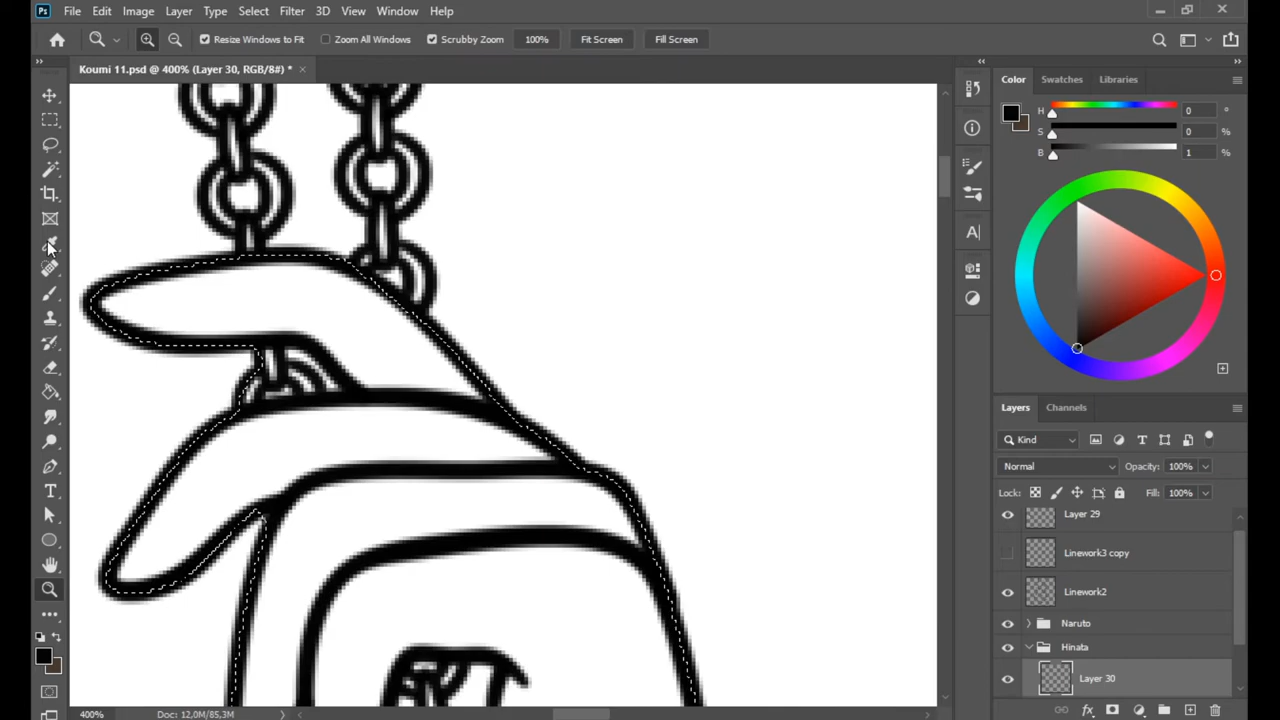 Ps File Edit Image Layer Type Select Filter 3D View Window Help
Resize Windows to Fit Zoom All Windows Scrubby Zoom 100% Fit Screen Fill Screen
Koumi 11.psd @ 400% (Layer 30, RGB/8#) *
Color Swatches Libraries
H 0 °
S 0 %
B 1 %
Layers Channels
Kind
Normal Opacity: 100%
Lock: Fill: 100%
Layer 29
Linework3 copy
Linework2
Naruto
Hinata
Layer 30
400% Doc: 12,0M/85,3M